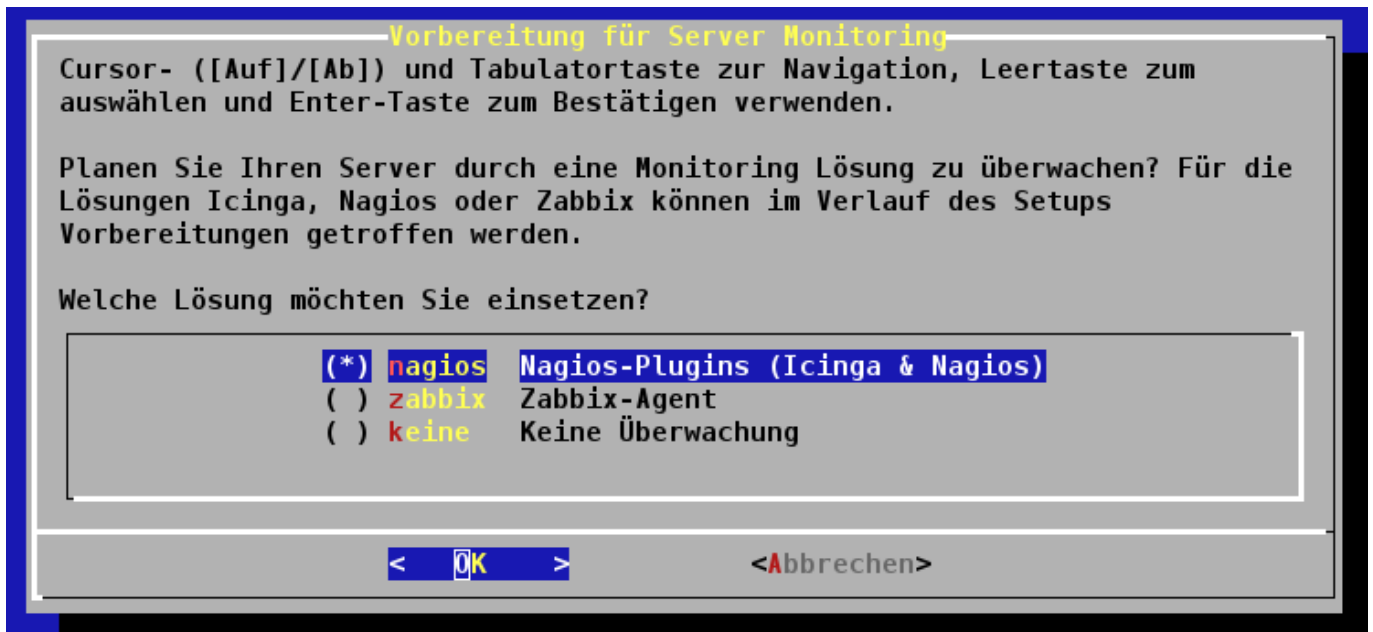 Vorbereitung für Server Monitoring
Cursor- ([Auf]/[Ab]) und Tabulatortaste zur Navigation, Leertaste zum
auswählen und Enter-Taste zum Bestätigen verwenden.
Planen Sie Ihren Server durch eine Monitoring Lösung zu überwachen? Für die
Lösungen Icinga, Nagios oder Zabbix können im Verlauf des Setups
Vorbereitungen getroffen werden.
Welche Lösung möchten Sie einsetzen?
(*) nagios Nagios-Plugins (Icinga & Nagios)
( ) zabbix Zabbix-Agent
( ) keine Keine Überwachung
< OK > <Abbrechen>